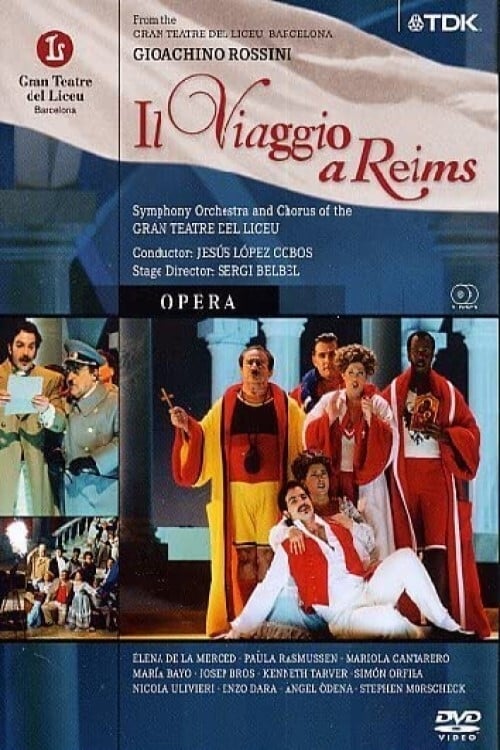 From the
GRAN TEATRE DEL LICEU, BARCELONA
GIOACHINO ROSSINI
TDK
Gran Teatre
del Liceu
Barcelona
Il Viaggio
a Reims
Symphony Orchestra and Chorus of the
GRAN TEATRE DEL LICEU
Conductor: JESÚS LÓPEZ COBOS
Stage Director: SERGI BELBEL
OPERA
ELENA DE LA MERCED · PAULA RASMUSSEN · MARIOLA CANTARERO
MARÍA BAYO · JOSEP BROS · KENNETH TARVER · SIMÓN ORFILA
NICOLA ULIVIERI · ENZO DARA · ÀNGEL ÒDENA · STEPHEN MORSCHECK
DVD
VIDEO